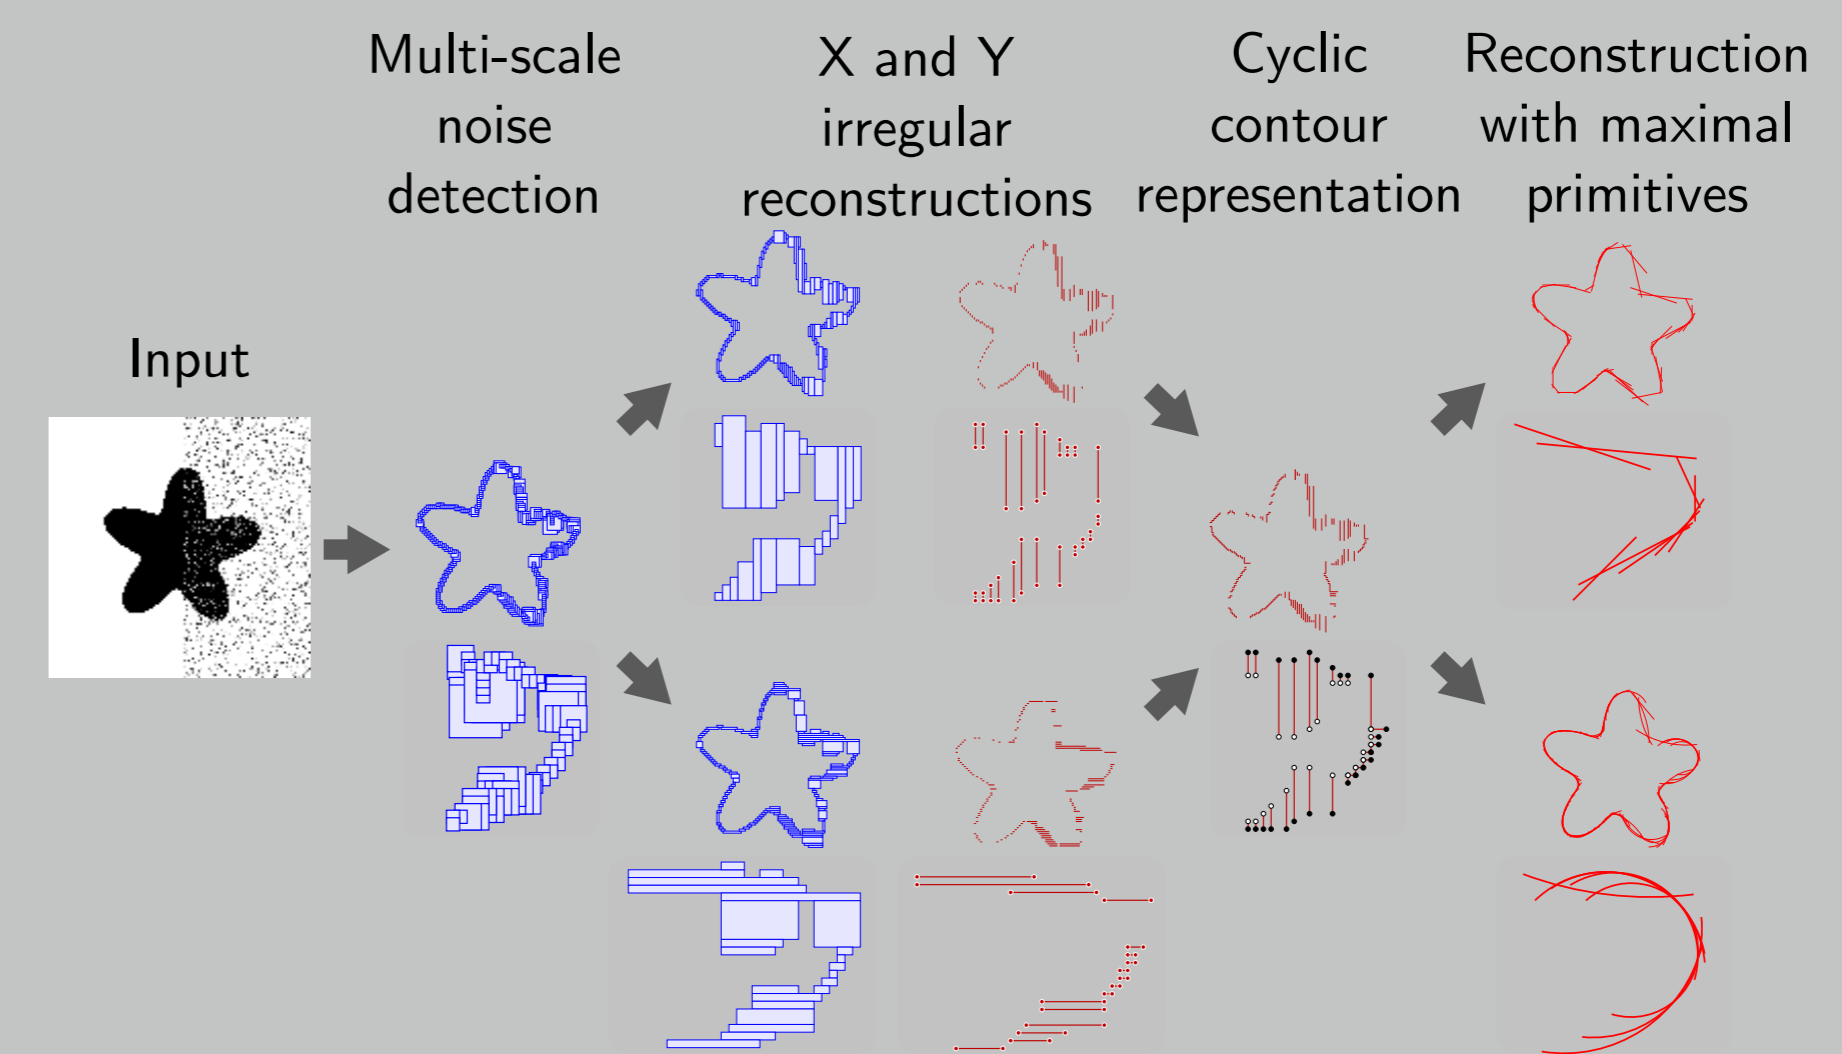 Multi-scale
noise
detection
X and Y
irregular
reconstructions
Cyclic
contour
representation
Reconstruction
with maximal
primitives
Input